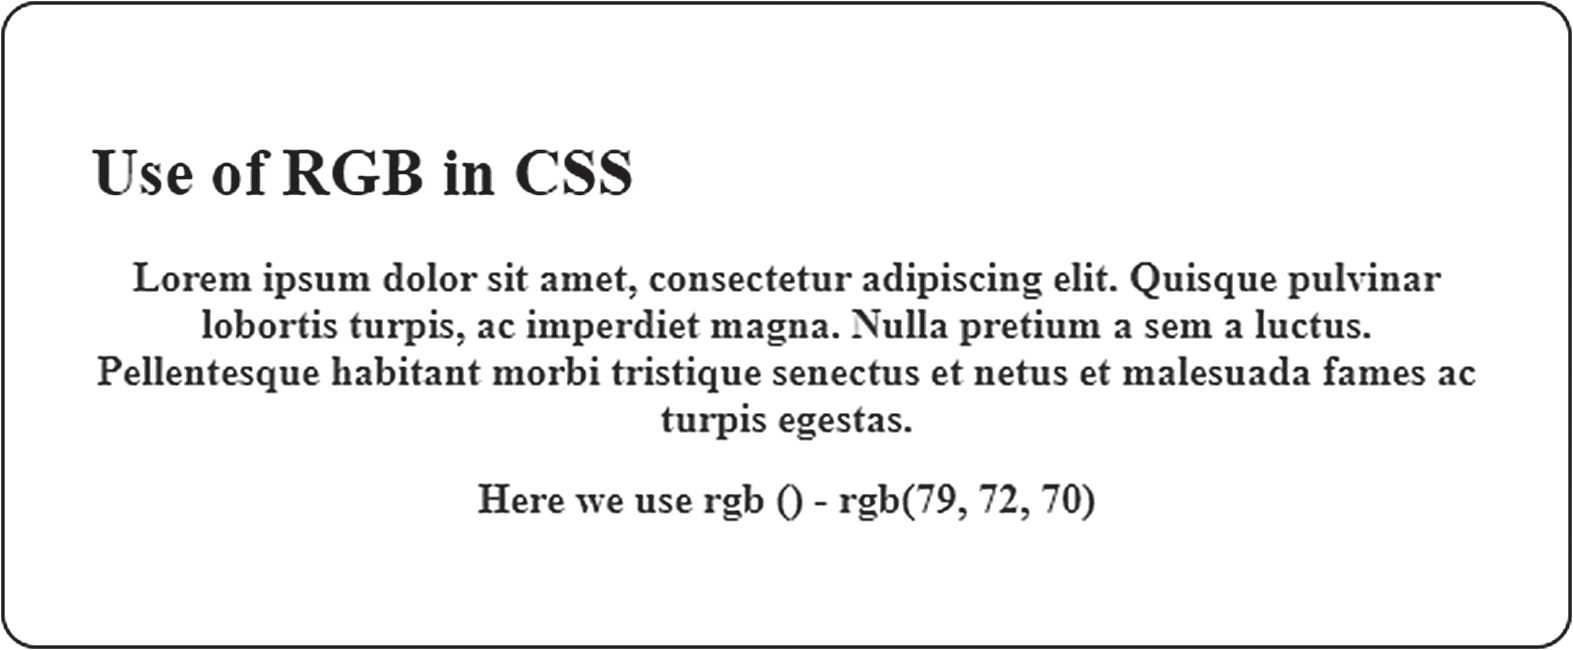 Use of RGB in CSS
Lorem ipsum dolor sit amet, consectetur adipiscing elit. Quisque pulvinar
lobortis turpis, ac imperdiet magna. Nulla pretium a sem a luctus.
Pellentesque habitant morbi tristique senectus et netus et malesuada fames ac
turpis egestas.
Here we use rgb () - rgb(79, 72, 70)